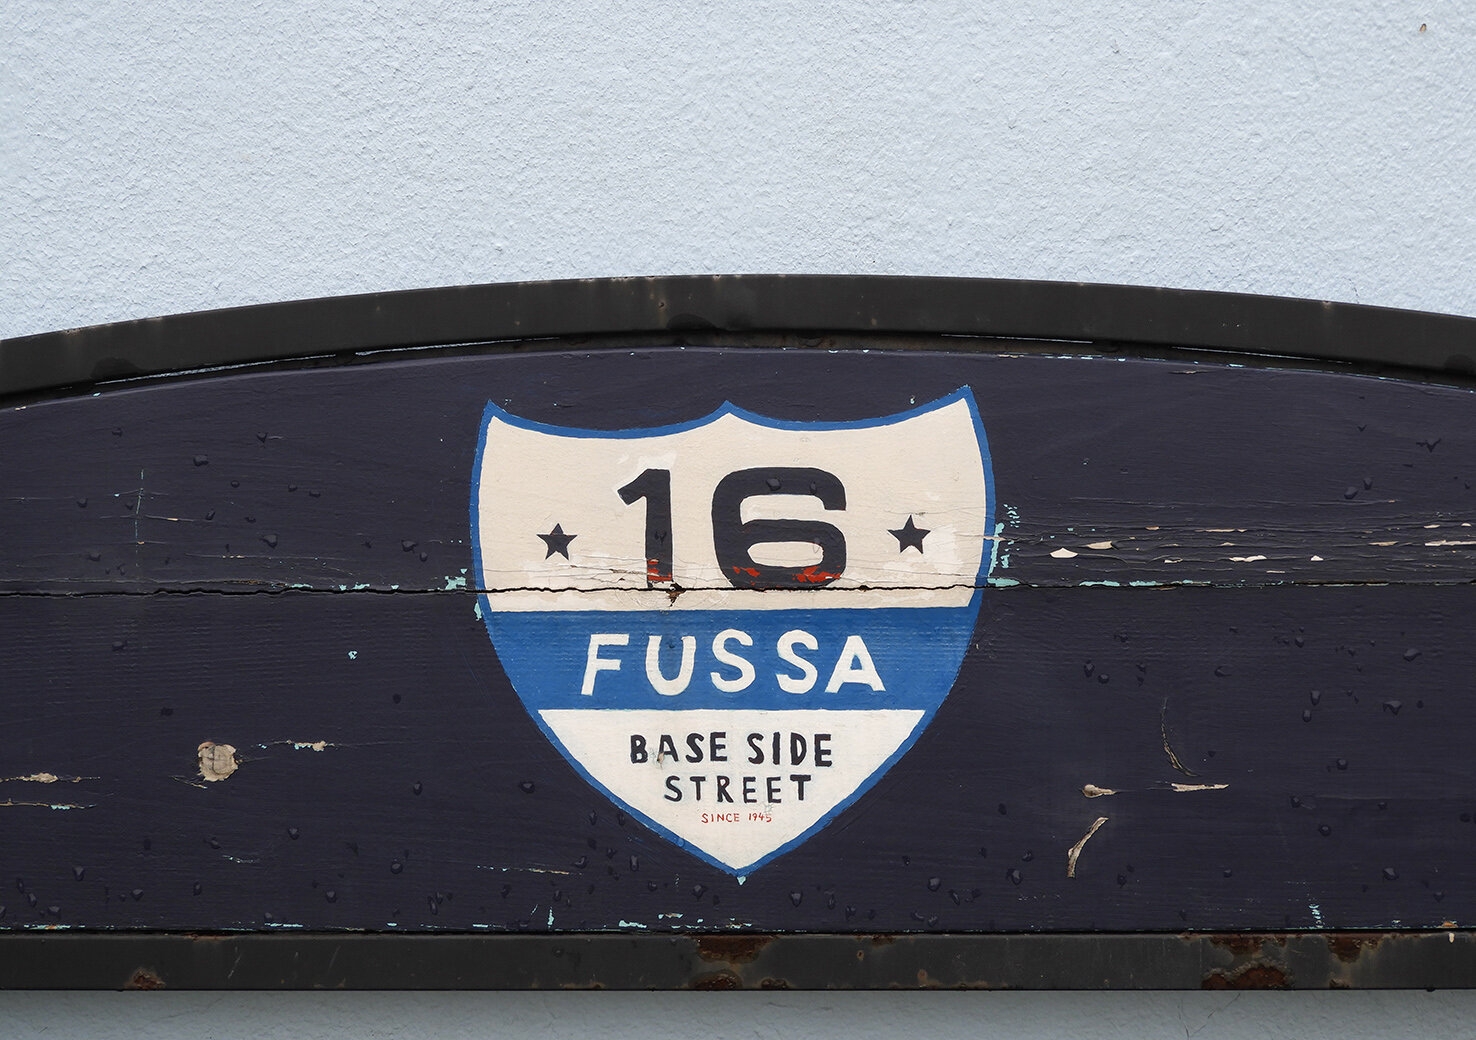 16
FUSSA
BASE SIDE
STREET
SINCE 1945